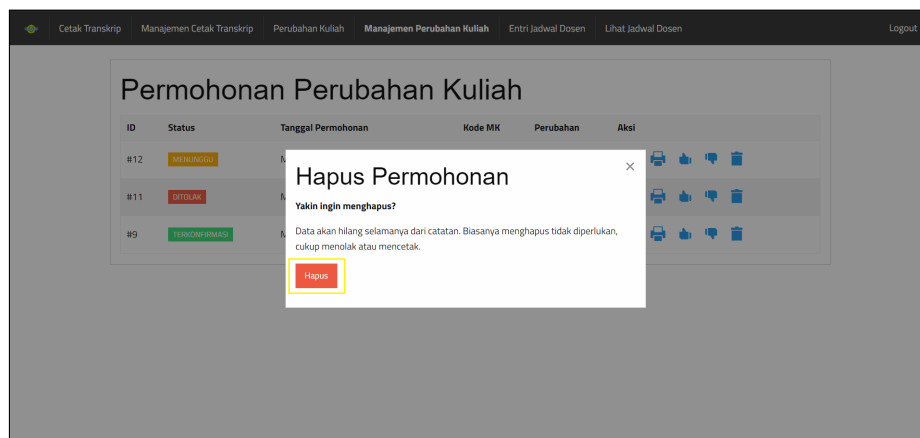 Cetak Transkrip Manajemen Cetak Transkrip Perubahan Kuliah Manajemen Perubahan Kuliah Entri Jadwal Dosen Lihat Jadwal Dosen Logout
Permohonan Perubahan Kuliah
ID Status Tanggal Permohonan Kode MK Perubahan Aksi
#12 MENUNGGU
#11 DITOLAK
#9 TERKONFIRMASI
Hapus Permohonan ×
Yakin ingin menghapus?
Data akan hilang selamanya dari catatan. Biasanya menghapus tidak diperlukan,
cukup menolak atau mencetak.
Hapus